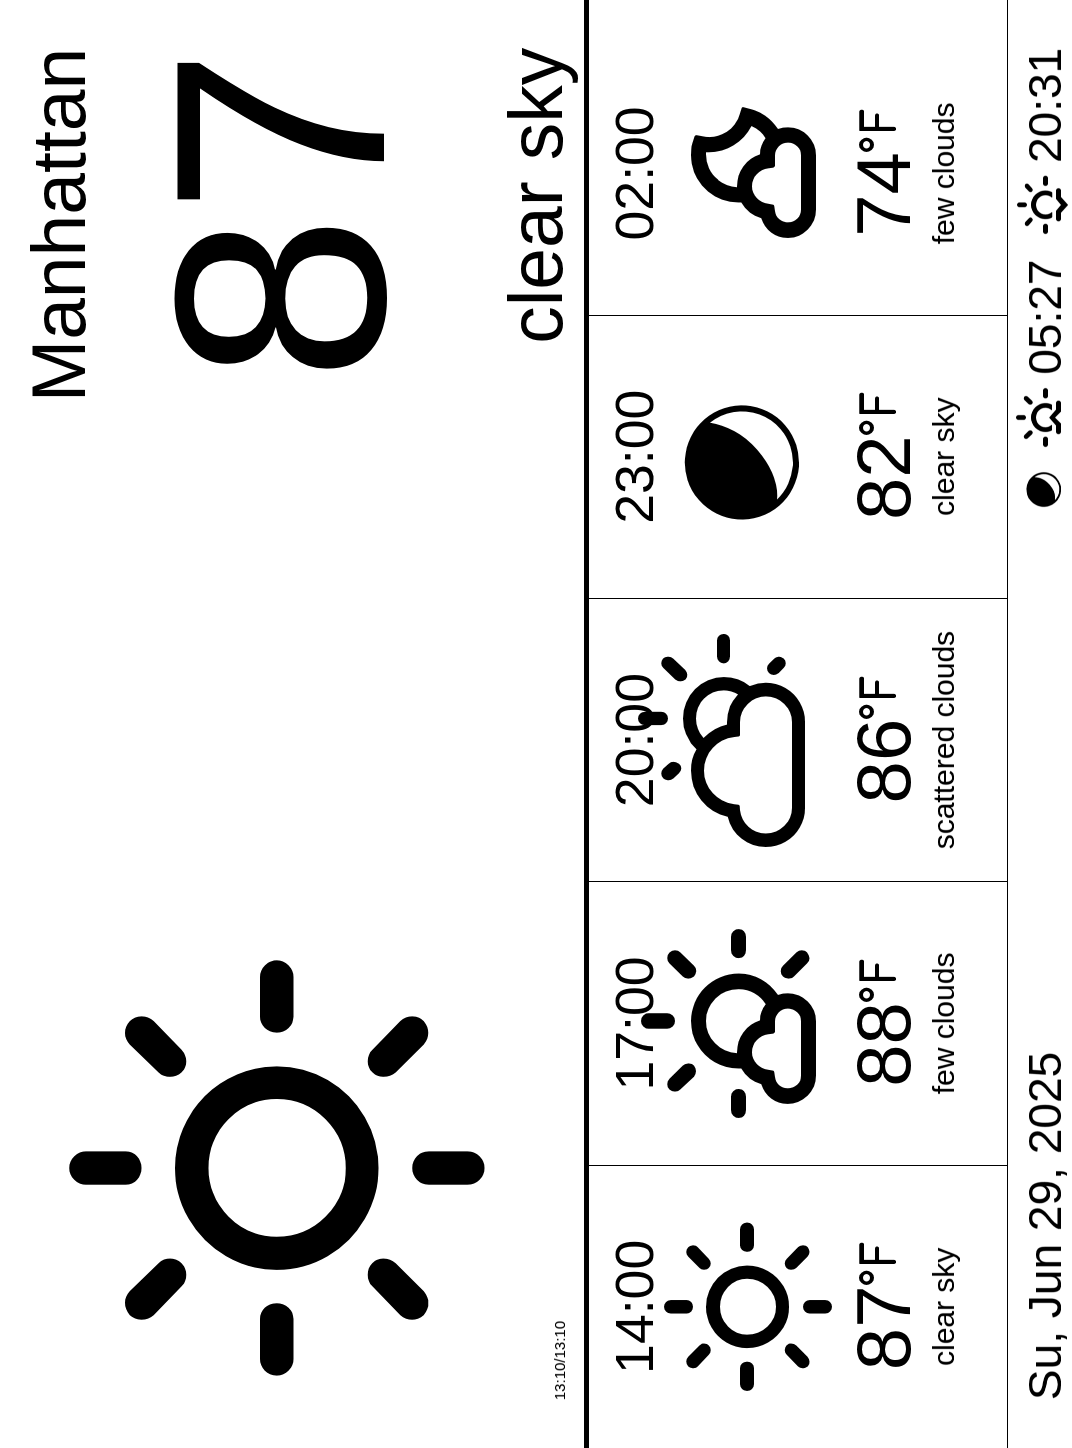 Manhattan
87
clear sky
13:10/13:10
14:00
87°F
clear sky
17:00
88°F
few clouds
20:00
86°F
scattered clouds
23:00
82°F
clear sky
02:00
74°F
few clouds
Su, Jun 29, 2025
05:27
20:31